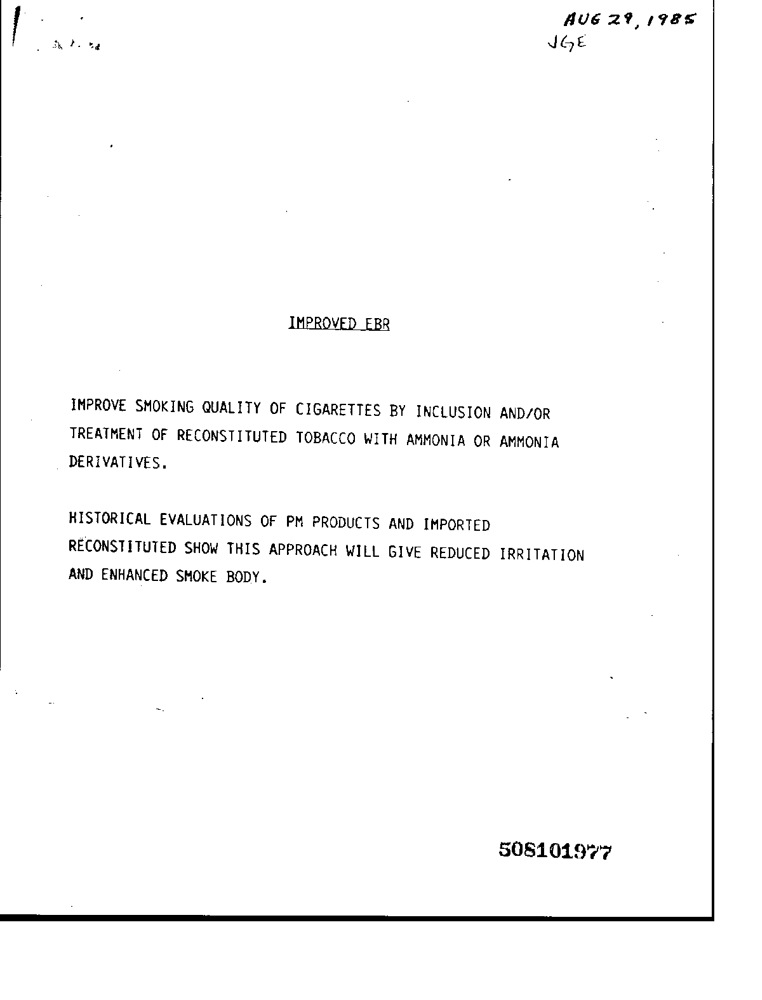 AUG 29, 1985
JGE
IMPROVED EBR
IMPROVE SMOKING QUALITY OF CIGARETTES BY INCLUSION AND/OR
TREATMENT OF RECONSTITUTED TOBACCO WITH AMMONIA OR AMMONIA
DERIVATIVES.
HISTORICAL EVALUATIONS OF PM PRODUCTS AND IMPORTED
RECONSTITUTED SHOW THIS APPROACH WILL GIVE REDUCED IRRITATION
AND ENHANCED SMOKE BODY.
508101977